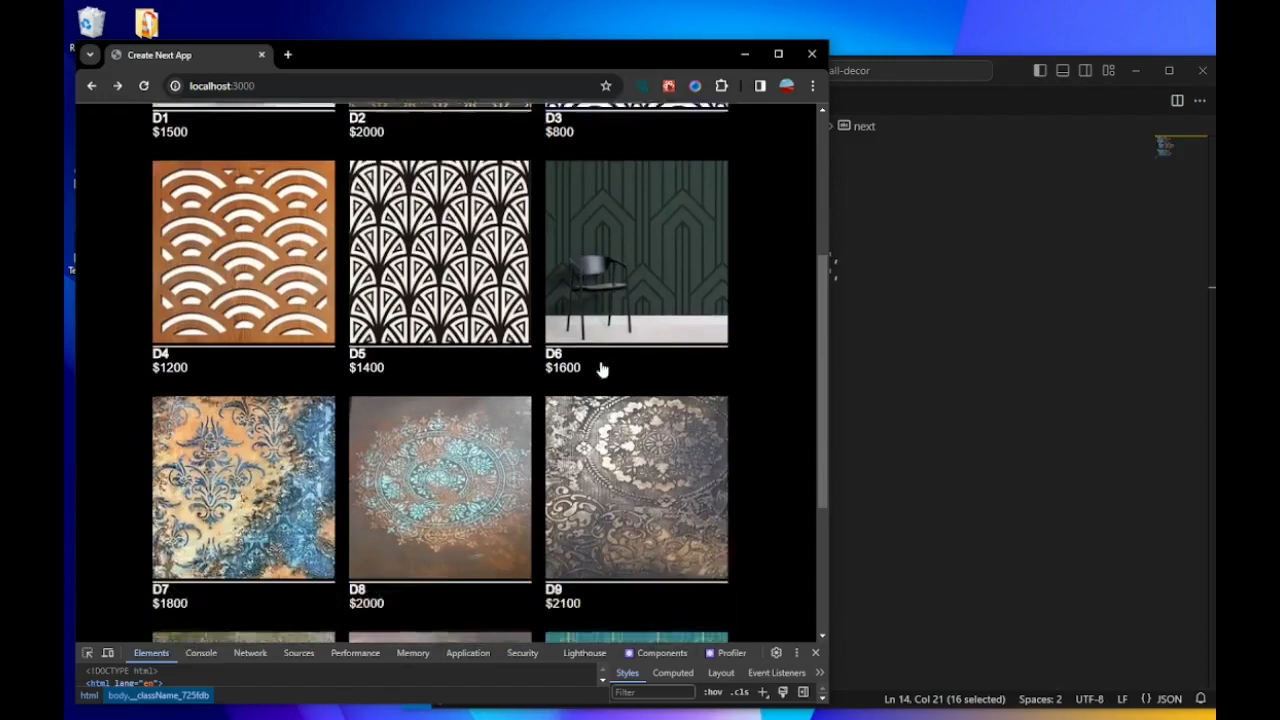 Create Next App
all-decor
localhost:3000
next
D1
$1500
D2
$2000
D3
$800
D4
$1200
D5
$1400
D6
$1600
D7
$1800
D8
$2000
D9
$2100
Elements Console Network Sources Performance Memory Application Security Lighthouse Components Profiler
<!DOCTYPE html>
<html lang="en">
Styles Computed Layout Event Listeners
Filter :hov .cls
html body.__className_725fdb
Ln 14, Col 21 (16 selected) Spaces: 2 UTF-8 LF {} JSON